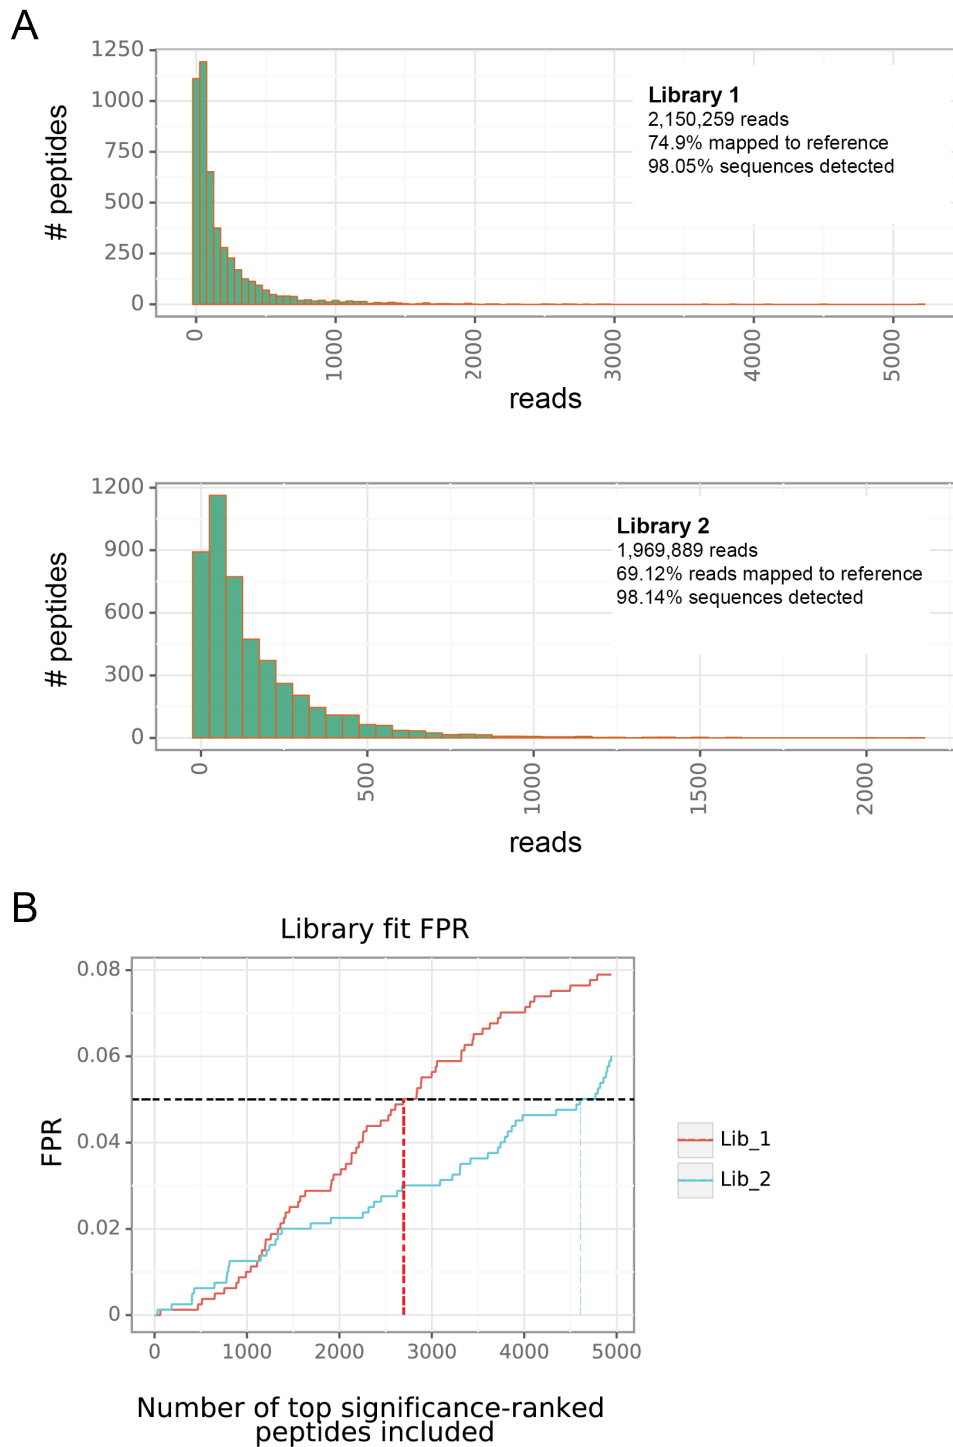 A
1250
1000
750
500
250
0
# peptides
Library 1
2,150,259 reads
74.9% mapped to reference
98.05% sequences detected
0
1000
2000
3000
4000
5000
reads
1200
900
600
300
0
# peptides
Library 2
1,969,889 reads
69.12% reads mapped to reference
98.14% sequences detected
0
500
1000
1500
2000
reads
B
Library fit FPR
0.08
0.06
0.04
0.02
0
FPR
Lib_1
Lib_2
0
1000
2000
3000
4000
5000
Number of top significance-ranked
peptides included